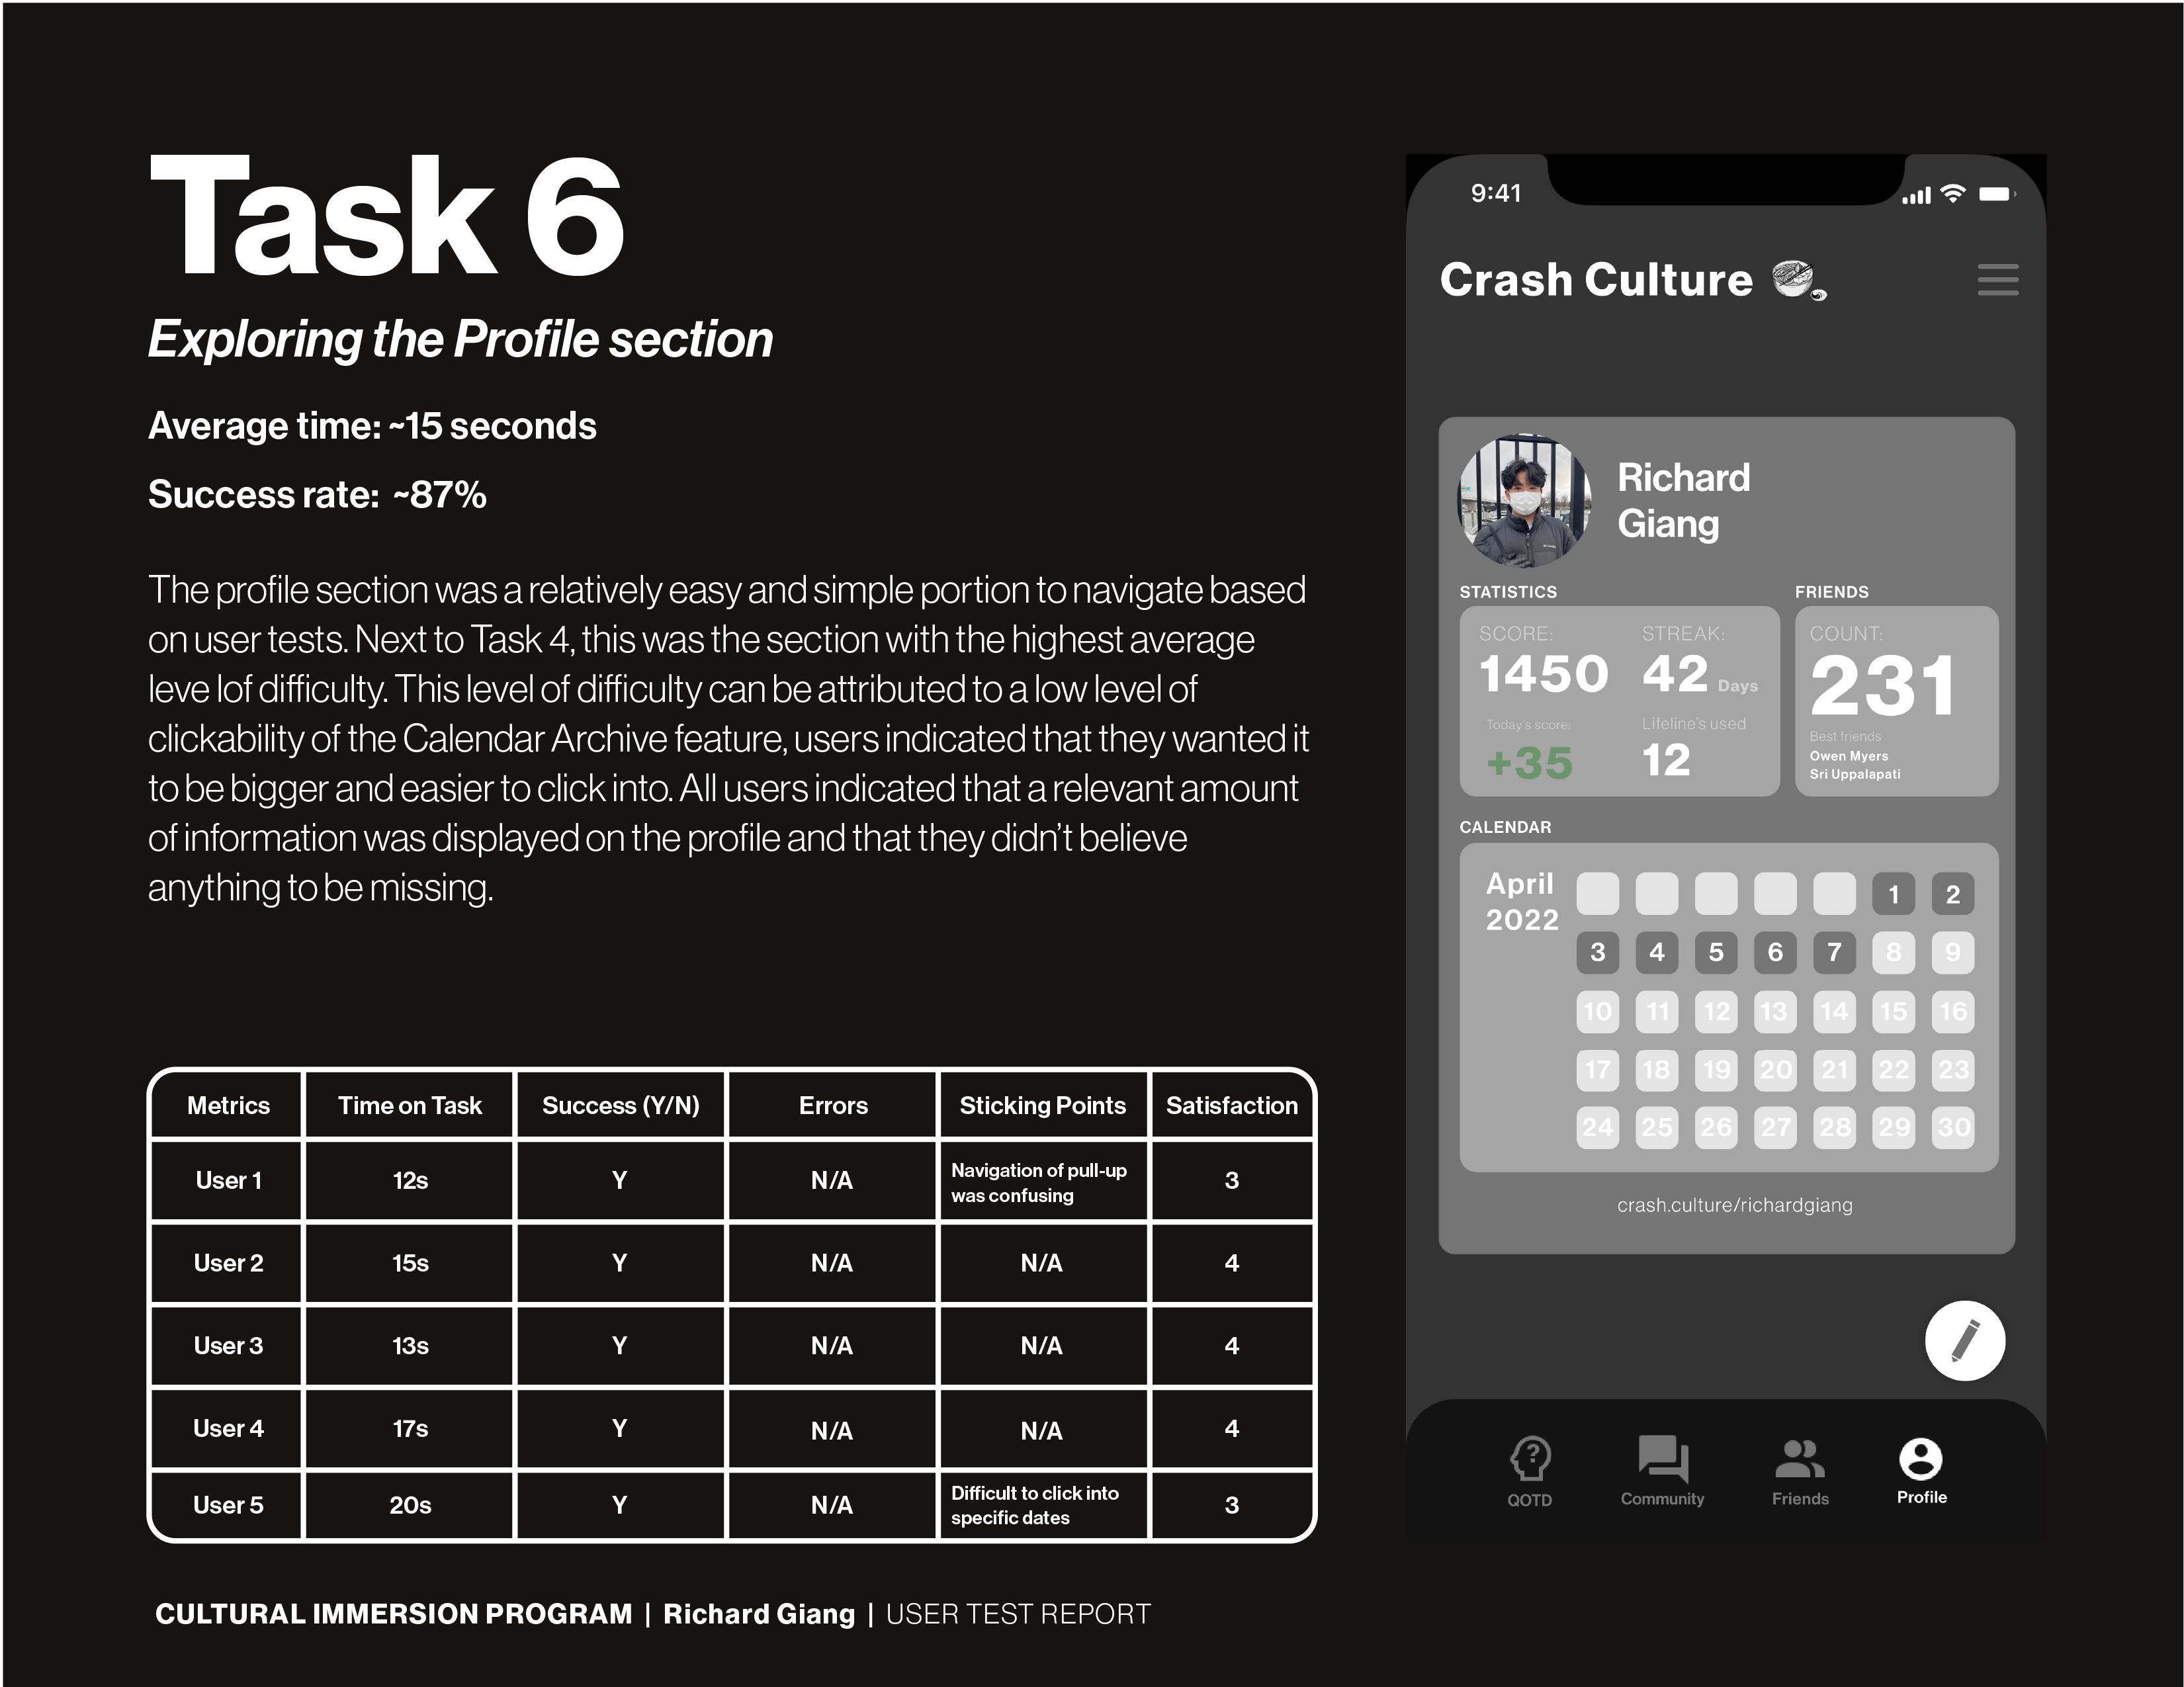 Task 6
Exploring the Profile section
Average time: ~15 seconds
Success rate: ~87%
The profile section was a relatively easy and simple portion to navigate based
on user tests. Next to Task 4, this was the section with the highest average
leve lof difficulty. This level of difficulty can be attributed to a low level of
clickability of the Calendar Archive feature, users indicated that they wanted it
to be bigger and easier to click into. All users indicated that a relevant amount
of information was displayed on the profile and that they didn't believe
anything to be missing.
Metrics Time on Task Success (Y/N) Errors Sticking Points Satisfaction
User 1 12s Y N/A Navigation of pull-up was confusing 3
User 2 15s Y N/A N/A 4
User 3 13s Y N/A N/A 4
User 4 17s Y N/A N/A 4
User 5 20s Y N/A Difficult to click into specific dates 3
CULTURAL IMMERSION PROGRAM | Richard Giang | USER TEST REPORT
9:41
Crash Culture
Richard
Giang
STATISTICS
SCORE: STREAK:
1450 42 Days
Today's score: Lifeline's used
+35 12
FRIENDS
COUNT:
231
Best friends
Owen Myers
Sri Uppalapati
CALENDAR
April
2022
1 2
3 4 5 6 7 8 9
10 11 12 13 14 15 16
17 18 19 20 21 22 23
24 25 26 27 28 29 30
crash.culture/richardgiang
QOTD Community Friends Profile